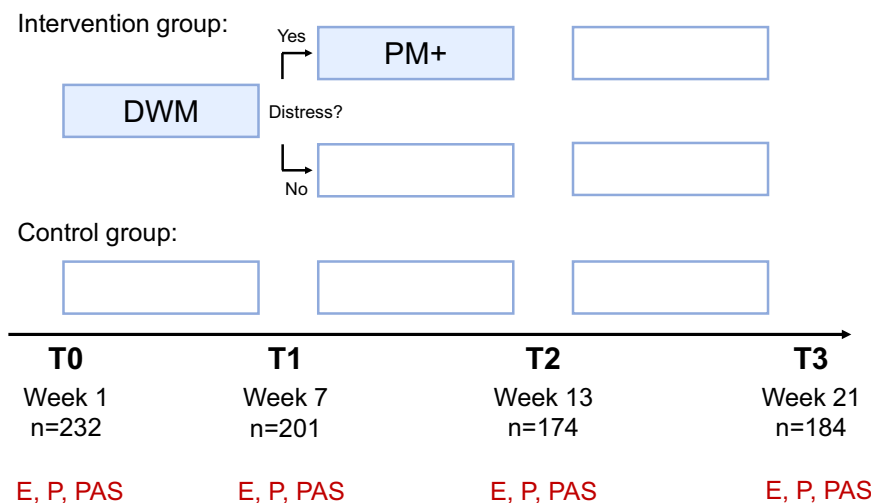 Intervention group:
Yes
PM+
DWM
Distress?
No
Control group:
T0 T1 T2 T3
Week 1 Week 7 Week 13 Week 21
n=232 n=201 n=174 n=184
E, P, PAS E, P, PAS E, P, PAS E, P, PAS